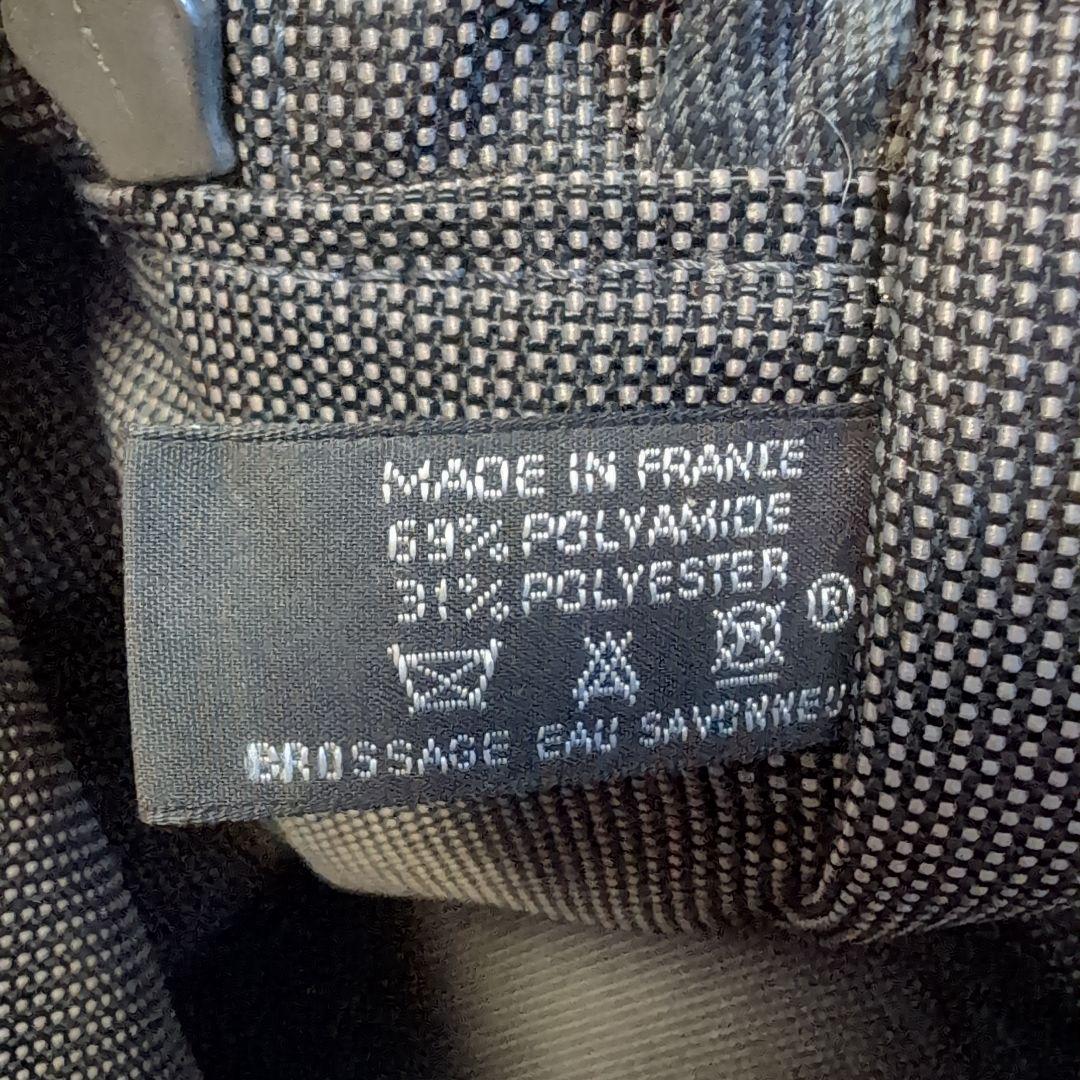 MADE IN FRANCE
69% POLYAMIDE
31% POLYESTER
®
P
BROSSAGE EAU SAVONNEU